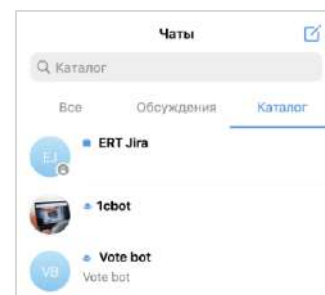 Чаты
Каталог
Все Обсуждения Каталог
EJ
ERT Jira
1cbot
VB
Vote bot
Vote bot